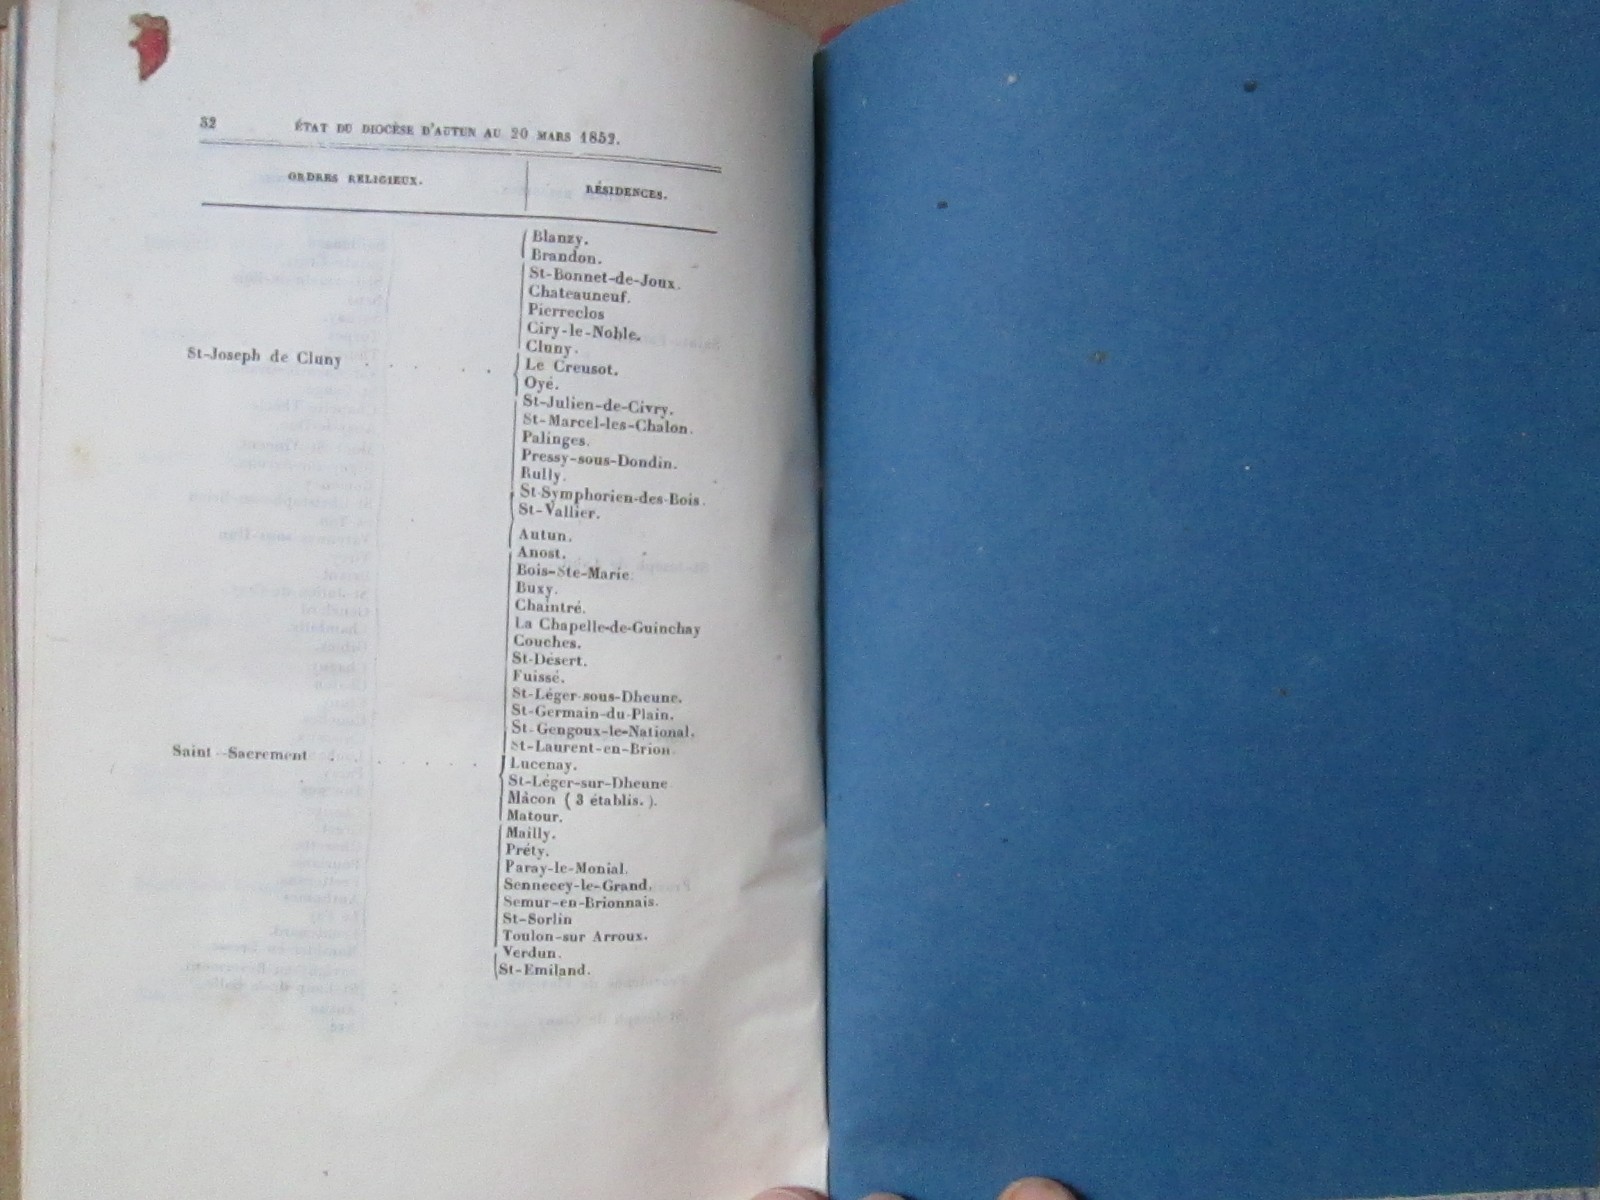 32 ÉTAT DU DIOCÈSE D'AUTUN AU 20 MARS 1852.
ORDRES RELIGIEUX. RÉSIDENCES.
Blanzy.
Brandon.
St-Bonnet-de-Joux.
Chateauneuf.
Pierreclos
Ciry-le-Noble.
Cluny.
St-Joseph de Cluny . . . . . . Le Creusot.
Oyé.
St-Julien-de-Civry.
St-Marcel-les-Chalon.
Palinges.
Pressy-sous-Dondin.
Rully.
St-Symphorien-des-Bois.
St-Vallier.
Autun.
Anost.
Bois-Ste-Marie.
Buxy.
Chaintré.
La Chapelle-de-Guinchay
Couches.
St-Désert.
Fuissé.
St-Léger-sous-Dheune.
St-Germain-du-Plain.
St-Gengoux-le-National.
St-Laurent-en-Brion.
Saint-Sacrement . . . . . . Lucenay.
St-Léger-sur-Dheune
Mâcon ( 3 établis. ).
Matour.
Mailly.
Préty.
Paray-le-Monial.
Sennecey-le-Grand.
Semur-en-Brionnais.
St-Sorlin
Toulon-sur Arroux.
Verdun.
St-Emiland.